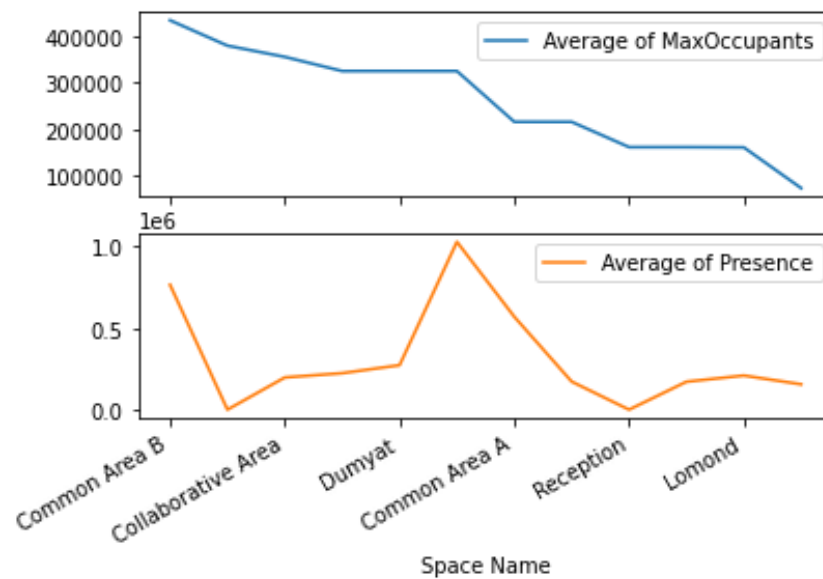 400000
300000
200000
100000
Average of MaxOccupants
1e6
1.0
0.5
0.0
Average of Presence
Common Area B
Collaborative Area
Dumyat
Common Area A
Reception
Lomond
Space Name